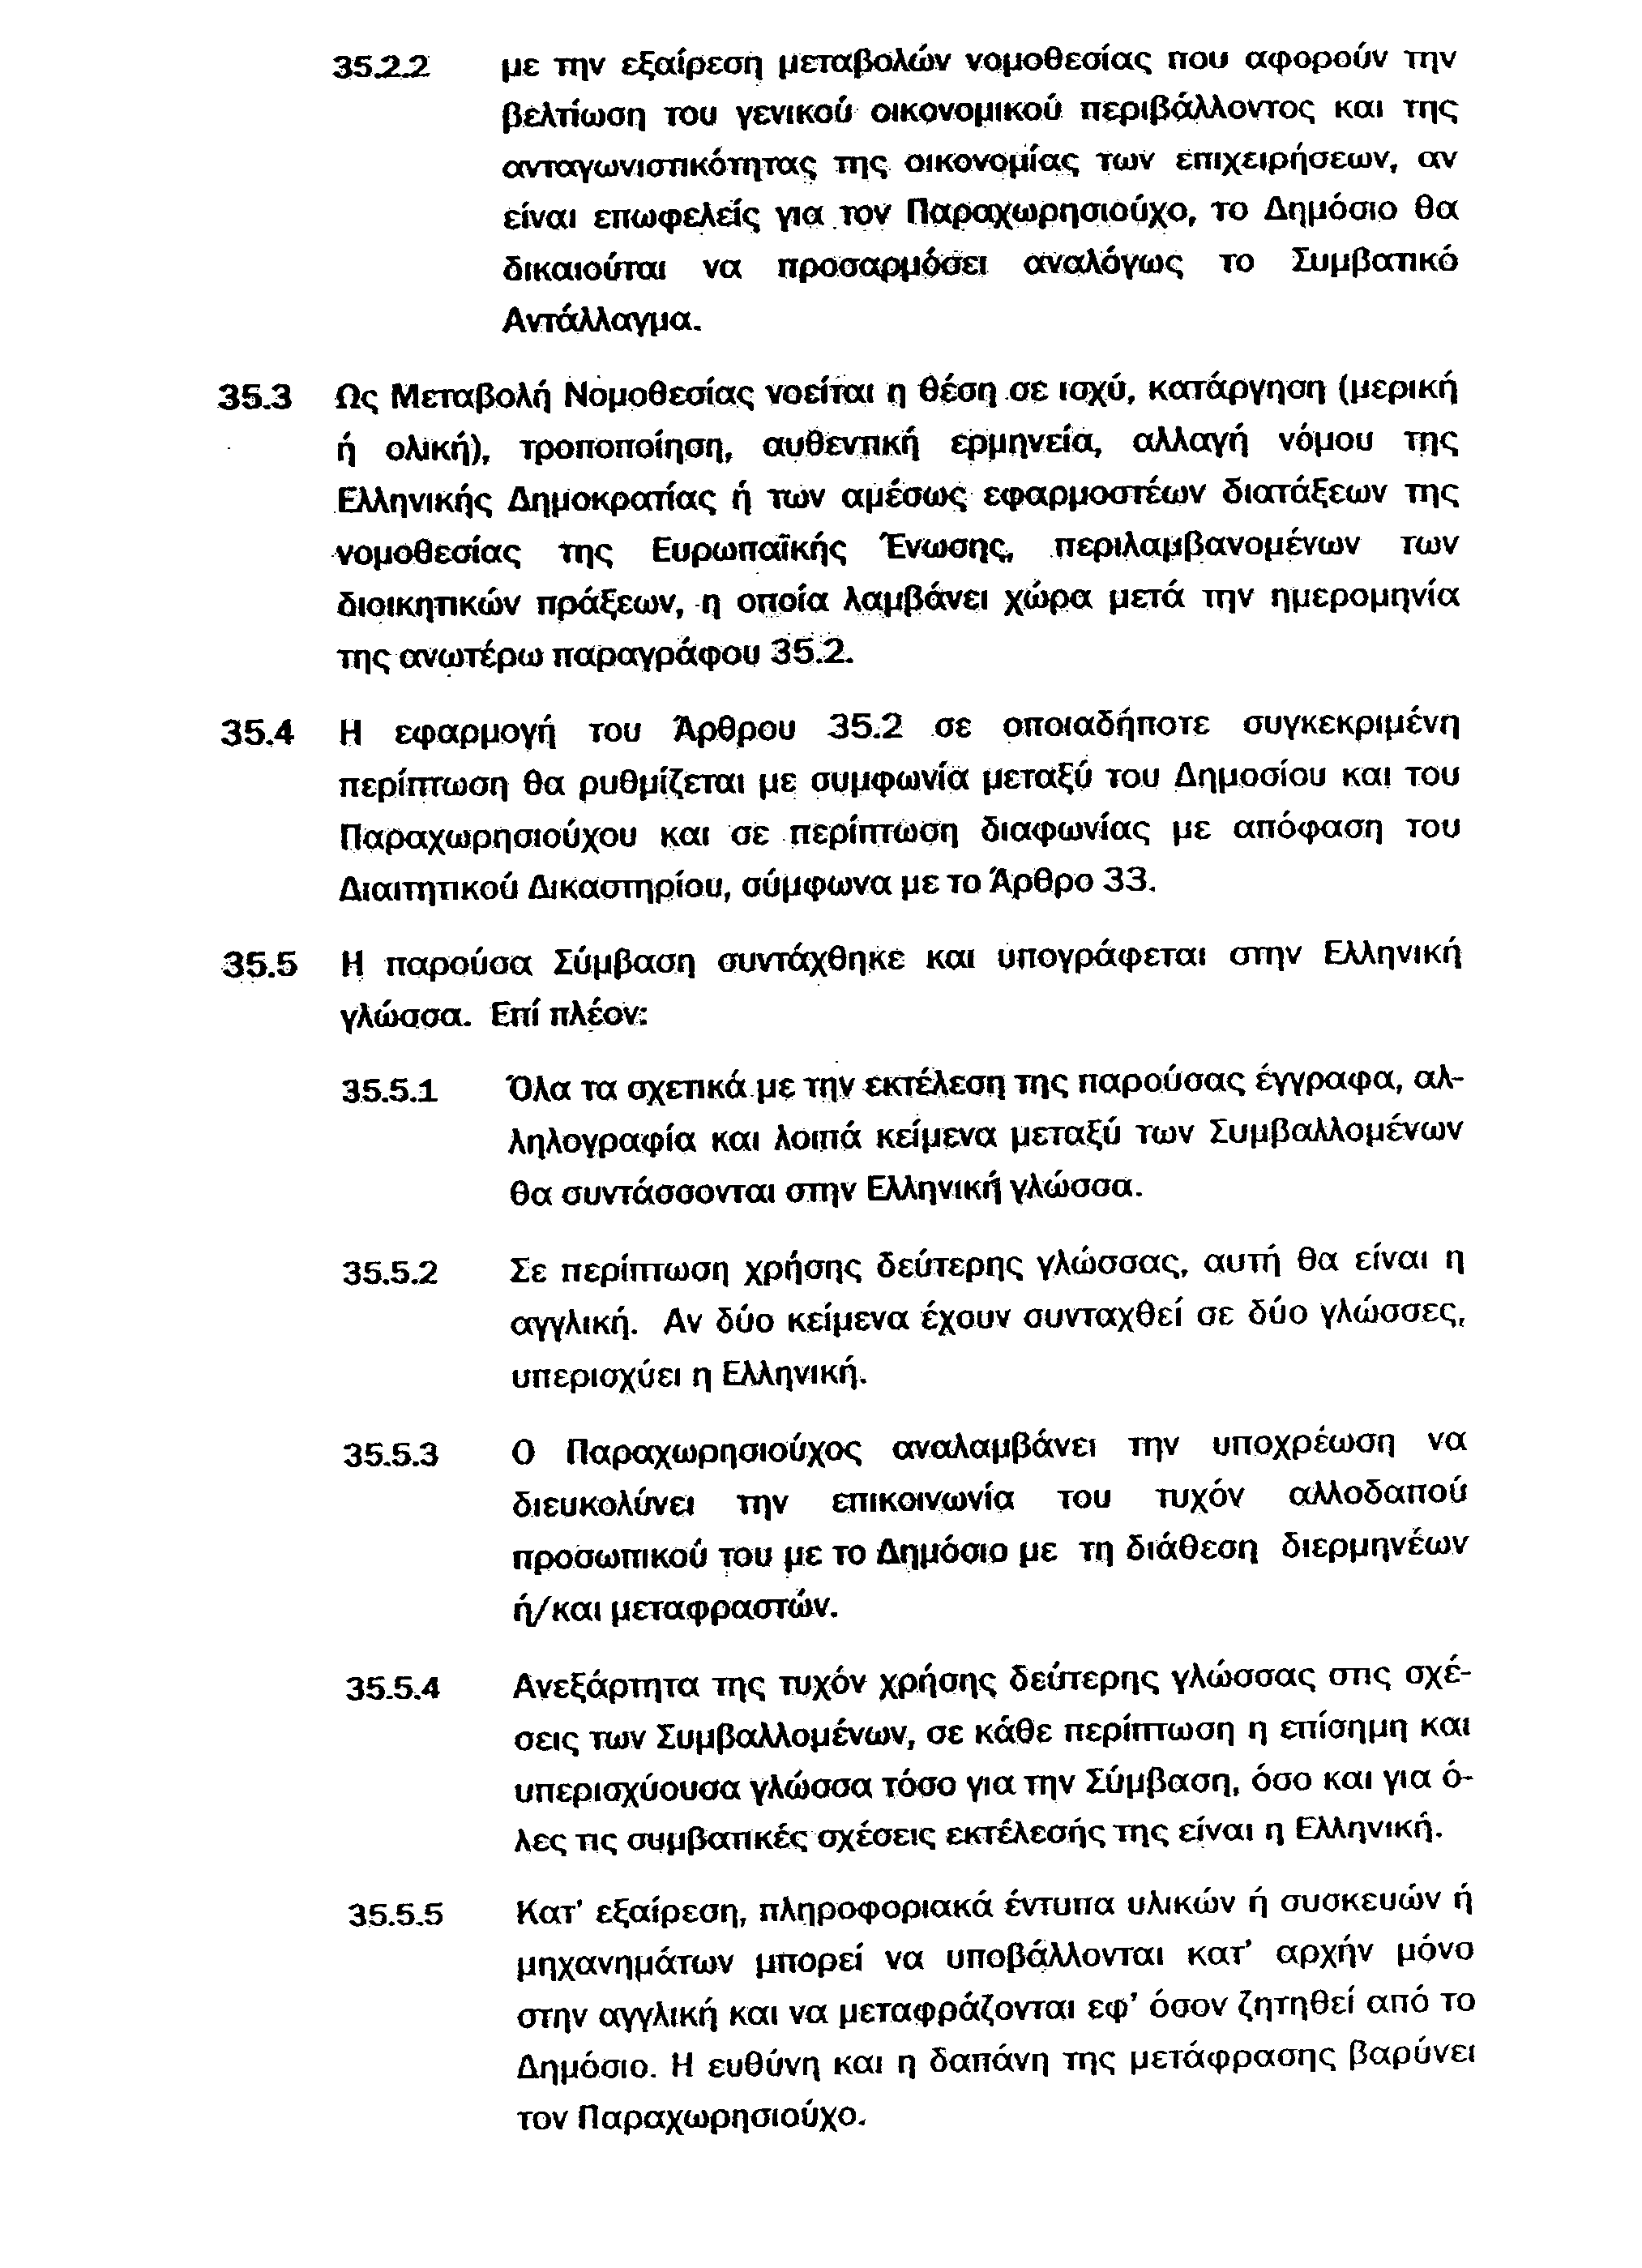 35.2.2 με την εξαίρεση μεταβολών νομοθεσίας που αφορούν την
βελτίωση του γενικού οικονομικού περιβάλλοντος και της
ανταγωνιστικότητας της οικονομίας των επιχειρήσεων, αν
είναι επωφελείς για τον Παραχωρησιούχο, το Δημόσιο θα
δικαιούται να προσαρμόσει αναλόγως το Συμβατικό
Αντάλλαγμα.
35.3 Ως Μεταβολή Νομοθεσίας νοείται η θέση σε ισχύ, κατάργηση (μερική
ή ολική), τροποποίηση, αυθεντική ερμηνεία, αλλαγή νόμου της
Ελληνικής Δημοκρατίας ή των αμέσως εφαρμοστέων διατάξεων της
νομοθεσίας της Ευρωπαϊκής Ένωσης, περιλαμβανομένων των
διοικητικών πράξεων, η οποία λαμβάνει χώρα μετά την ημερομηνία
της ανωτέρω παραγράφου 35.2.
35.4 Η εφαρμογή του Άρθρου 35.2 σε οποιαδήποτε συγκεκριμένη
περίπτωση θα ρυθμίζεται με συμφωνία μεταξύ του Δημοσίου και του
Παραχωρησιούχου και σε περίπτωση διαφωνίας με απόφαση του
Διαιτητικού Δικαστηρίου, σύμφωνα με το Άρθρο 33.
35.5 Η παρούσα Σύμβαση συντάχθηκε και υπογράφεται στην Ελληνική
γλώσσα. Επί πλέον:
35.5.1 Όλα τα σχετικά με την εκτέλεση της παρούσας έγγραφα, αλ-
ληλογραφία και λοιπά κείμενα μεταξύ των Συμβαλλομένων
θα συντάσσονται στην Ελληνική γλώσσα.
35.5.2 Σε περίπτωση χρήσης δεύτερης γλώσσας, αυτή θα είναι η
αγγλική. Αν δύο κείμενα έχουν συνταχθεί σε δύο γλώσσες,
υπερισχύει η Ελληνική.
35.5.3 Ο Παραχωρησιούχος αναλαμβάνει την υποχρέωση να
διευκολύνει την επικοινωνία του τυχόν αλλοδαπού
προσωπικού του με το Δημόσιο με τη διάθεση διερμηνέων
ή/και μεταφραστών.
35.5.4 Ανεξάρτητα της τυχόν χρήσης δεύτερης γλώσσας στις σχέ-
σεις των Συμβαλλομένων, σε κάθε περίπτωση η επίσημη και
υπερισχύουσα γλώσσα τόσο για την Σύμβαση, όσο και για ό-
λες τις συμβατικές σχέσεις εκτέλεσής της είναι η Ελληνική.
35.5.5 Κατ' εξαίρεση, πληροφοριακά έντυπα υλικών ή συσκευών ή
μηχανημάτων μπορεί να υποβάλλονται κατ' αρχήν μόνο
στην αγγλική και να μεταφράζονται εφ' όσον ζητηθεί από το
Δημόσιο. Η ευθύνη και η δαπάνη της μετάφρασης βαρύνει
τον Παραχωρησιούχο.